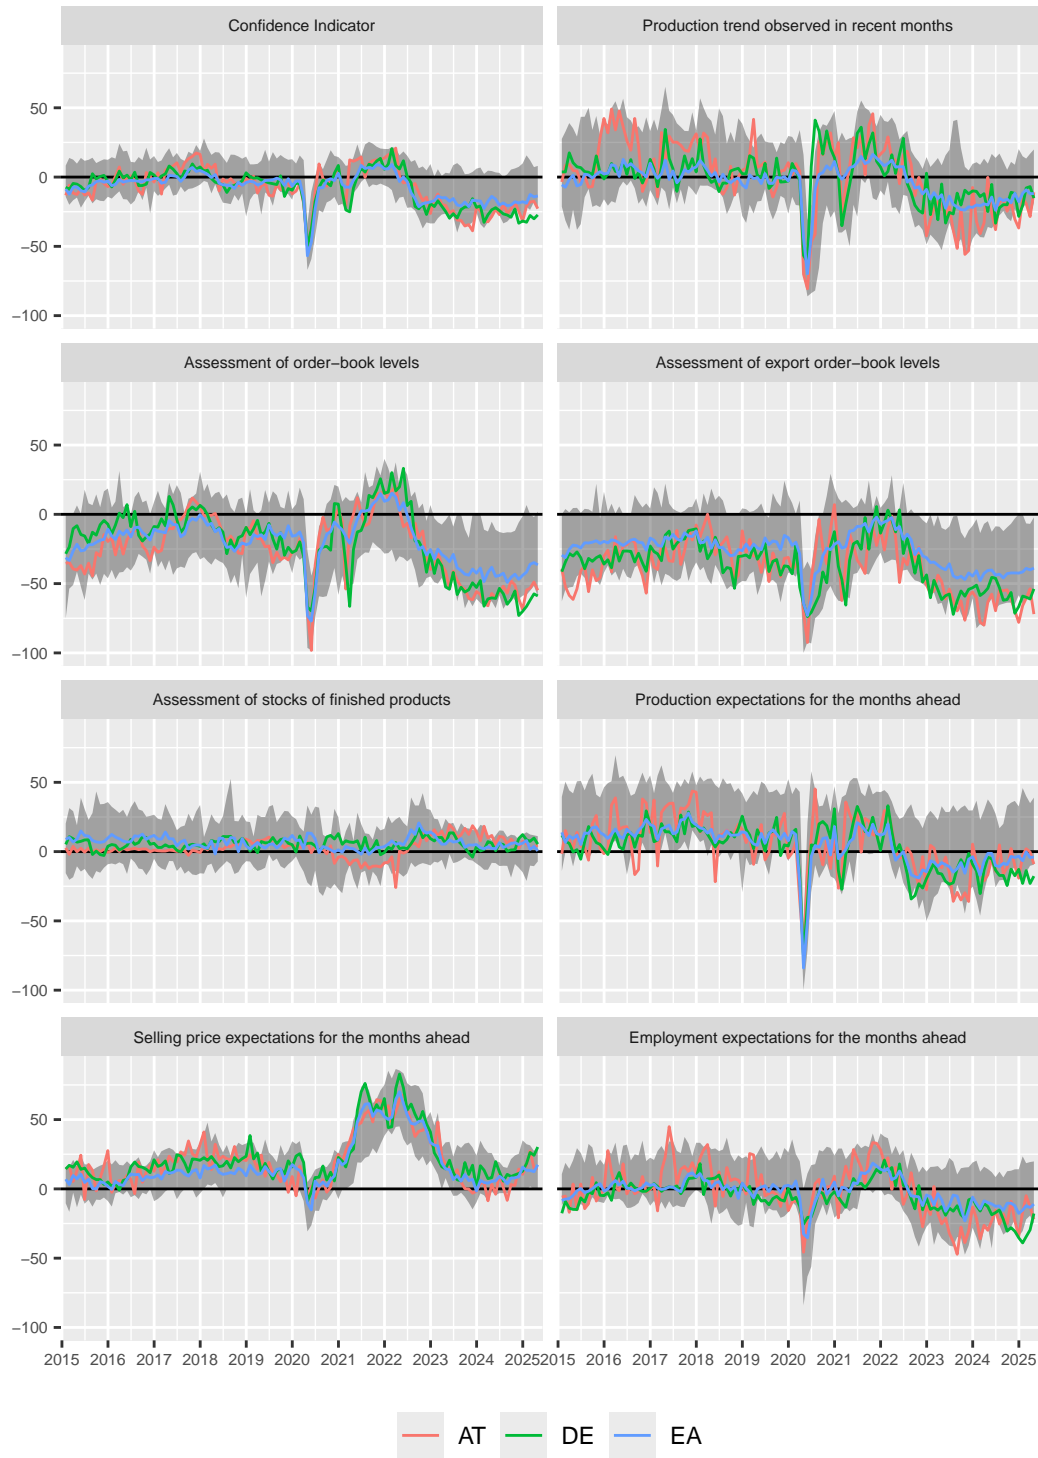 Confidence Indicator
Production trend observed in recent months
50
0
−50
−100
Assessment of order−book levels
Assessment of export order−book levels
50
0
−50
−100
Assessment of stocks of finished products
Production expectations for the months ahead
50
0
−50
−100
Selling price expectations for the months ahead
Employment expectations for the months ahead
50
0
−50
−100
2015 2016 2017 2018 2019 2020 2021 2022 2023 2024 2025
2015 2016 2017 2018 2019 2020 2021 2022 2023 2024 2025
AT DE EA